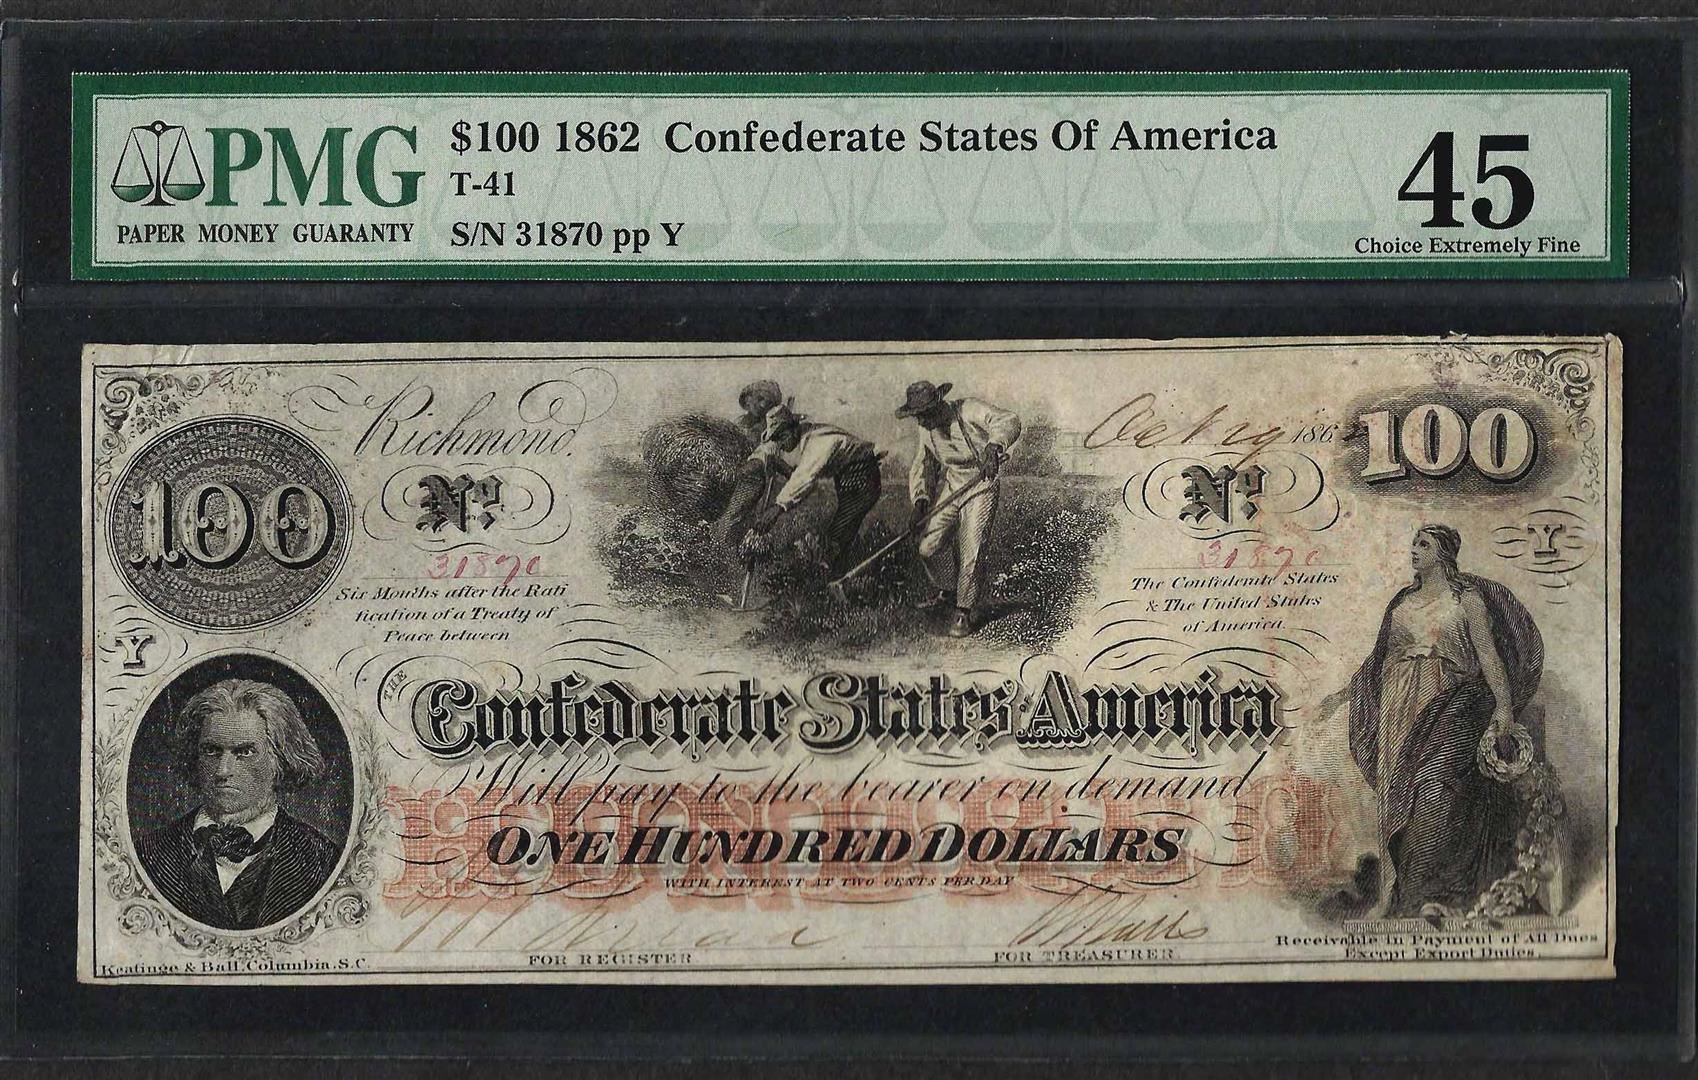 PMG
PAPER MONEY GUARANTY
$100 1862 Confederate States Of America
T-41
S/N 31870 pp Y
45
Choice Extremely Fine
Richmond.
Oct 186
100
100
Nº
Nº
31870
31870
Six Months after the Rati
fication of a Treaty of
Peace between
The Confederate States
& The United States
of America.
Y
Y
THE
Confederate States America
Will pay to the bearer on demand
ONE HUNDRED DOLLARS
HUNDRED
WITH INTEREST AT TWO CENTS PER DAY
FOR REGISTER
FOR TREASURER.
Receivable in Payment of All Dues
Except Export Duties.
Keatinge & Ball, Columbia, S.C.